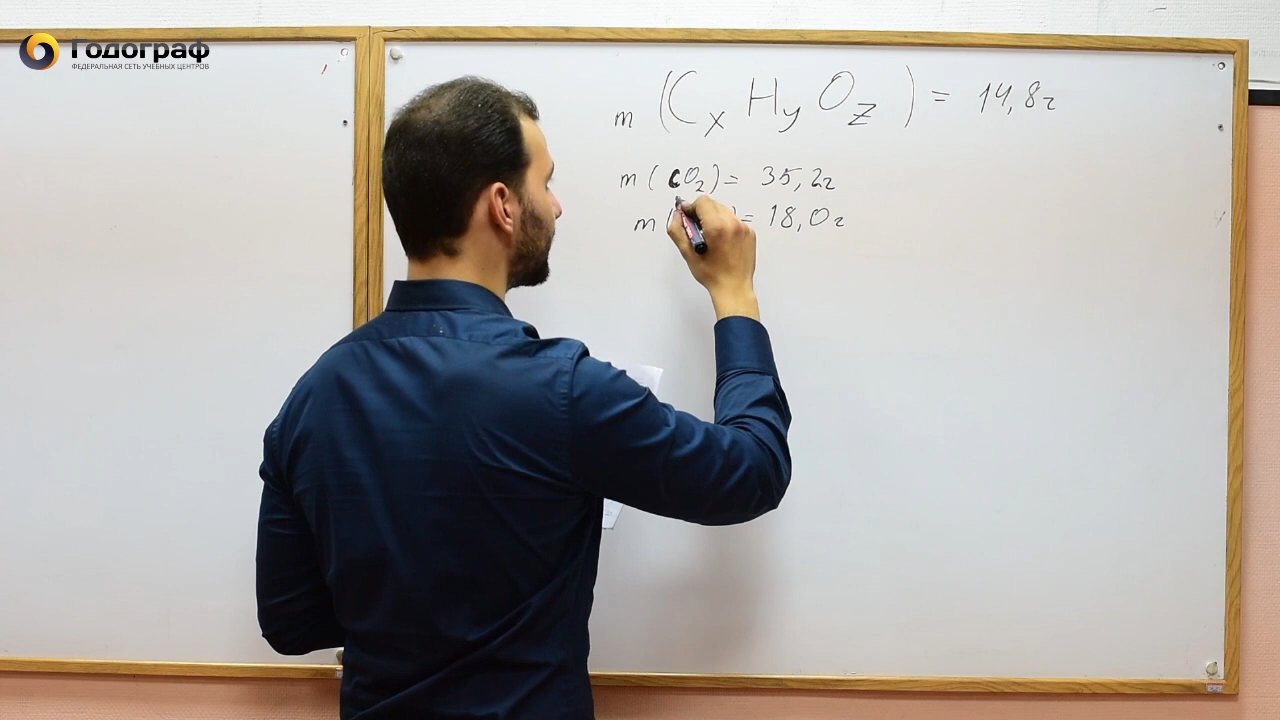 Годограф
ФЕДЕРАЛЬНАЯ СЕТЬ УЧЕБНЫХ ЦЕНТРОВ
m (CxHyOz) = 14,8г
m (CO2) = 35,2г
m ( ) = 18,0г